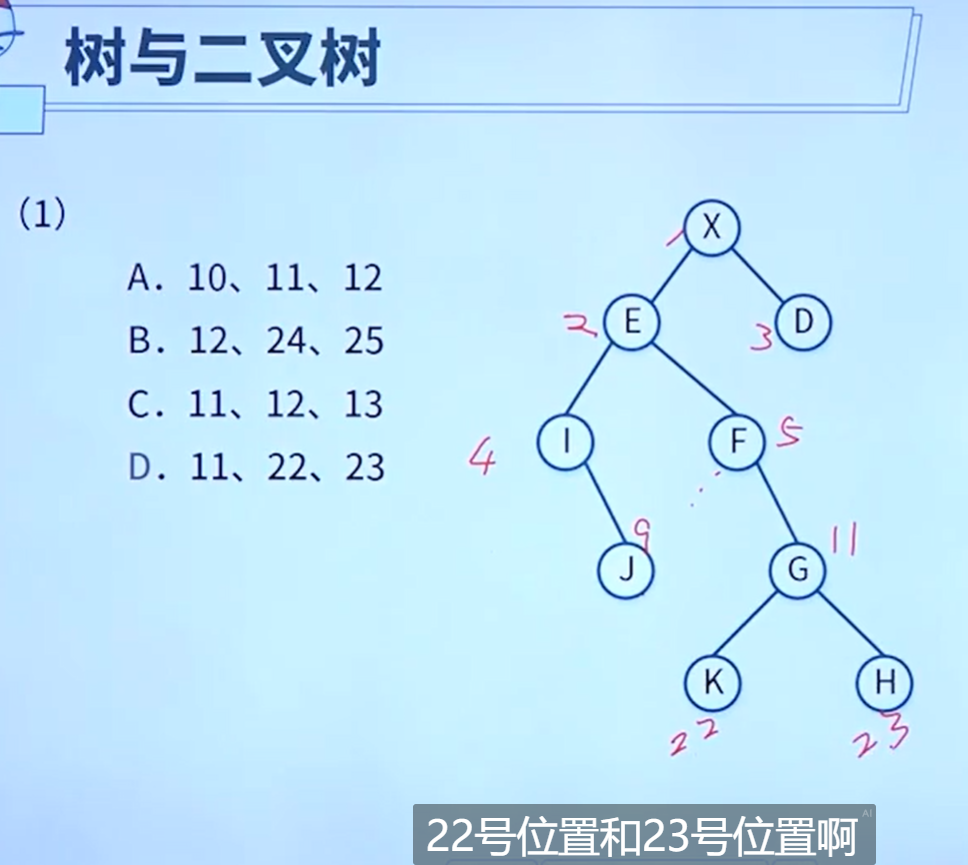 树与二叉树
(1)
A. 10、11、12
B. 12、24、25
C. 11、12、13
D. 11、22、23
1 X
2 E
3 D
4 I
F 5
9
J
11
G
K
H
22
23
AI
22号位置和23号位置啊